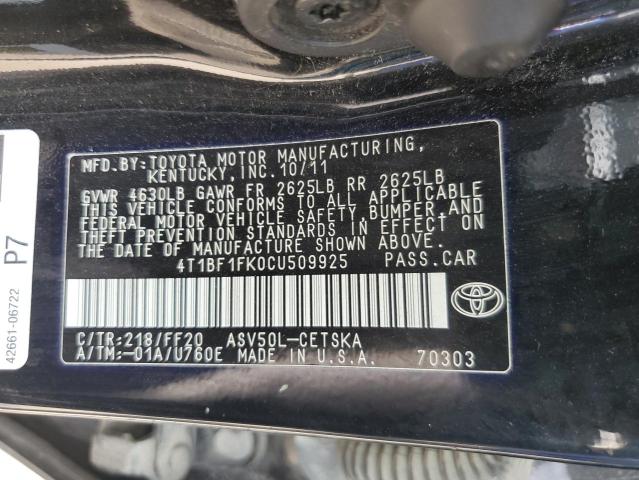 MFD.BY:TOYOTA MOTOR MANUFACTURING,
KENTUCKY, INC. 10/11
GVWR 4630LB GAWR FR 2625LB RR 2625LB
THIS VEHICLE CONFORMS TO ALL APPLICABLE
FEDERAL MOTOR VEHICLE SAFETY,BUMPER,AND
THEFT PREVENTION STANDARDS IN EFFECT ON
THE DATE OF MANUFACTURE SHOWN ABOVE.
4T1BF1FK0CU509925 PASS.CAR
C/TR:218/FF20 ASV50L-CETSKA
A/TM:-01A/U760E MADE IN U.S.A. 70303
P7
42661-06722